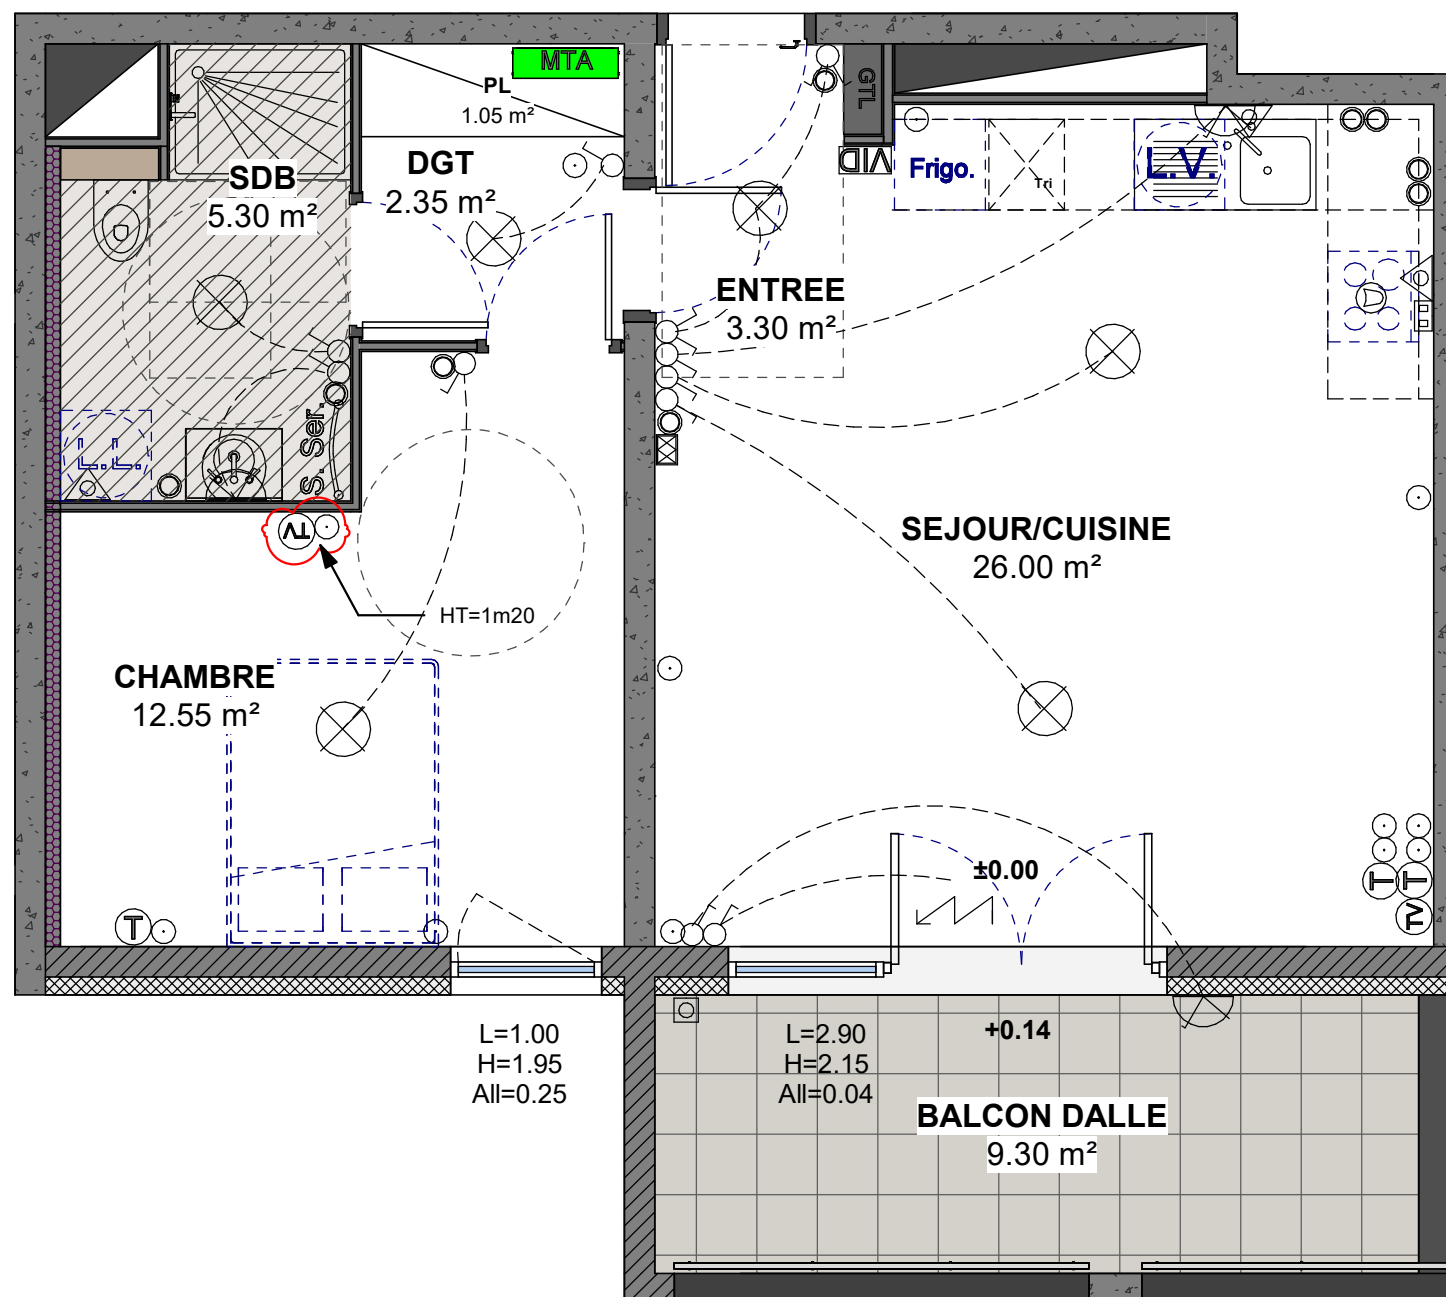 MTA
PL
1.05 m²
GTL
VID
DGT
2.35 m²
SDB
5.30 m²
Frigo.
Tri
L.V.
ENTREE
3.30 m²
L.L.
S. Ser.
TV
HT=1m20
SEJOUR/CUISINE
26.00 m²
CHAMBRE
12.55 m²
±0.00
T
T
T
TV
L=1.00
H=1.95
All=0.25
L=2.90
H=2.15
All=0.04
+0.14
BALCON DALLE
9.30 m²